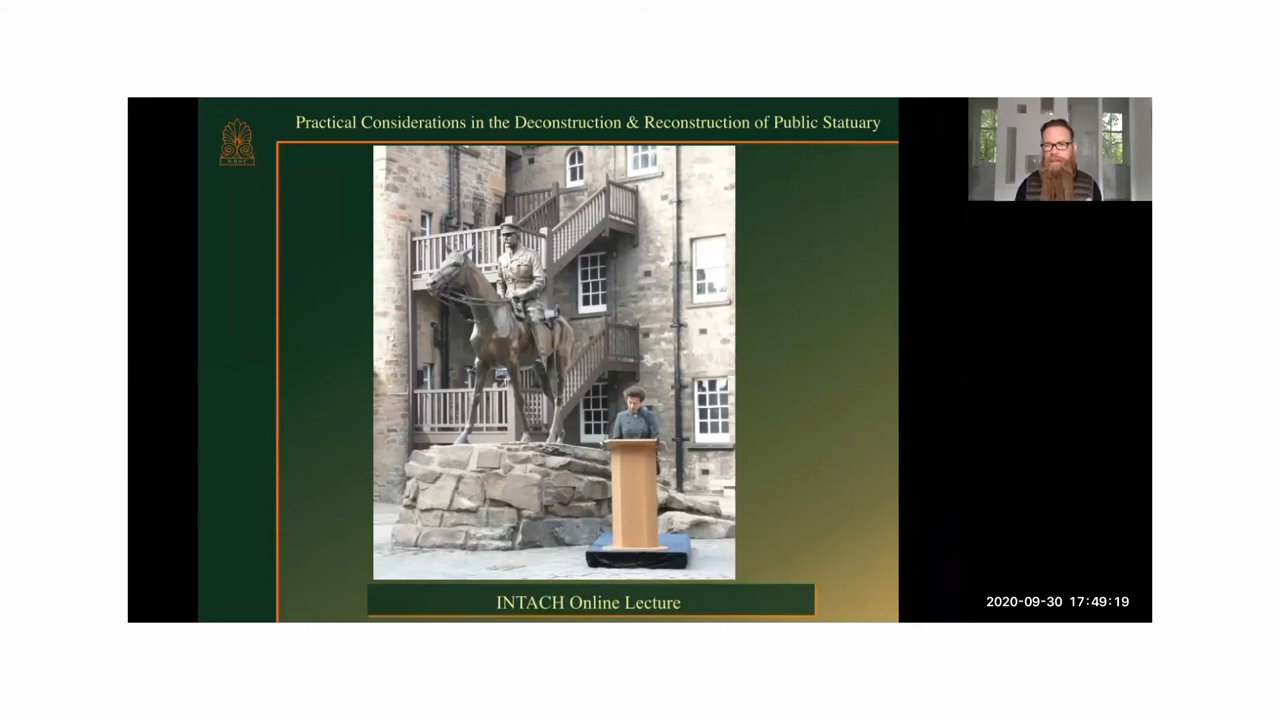 Practical Considerations in the Deconstruction & Reconstruction of Public Statuary
INTACH Online Lecture
2020-09-30 17:49:19